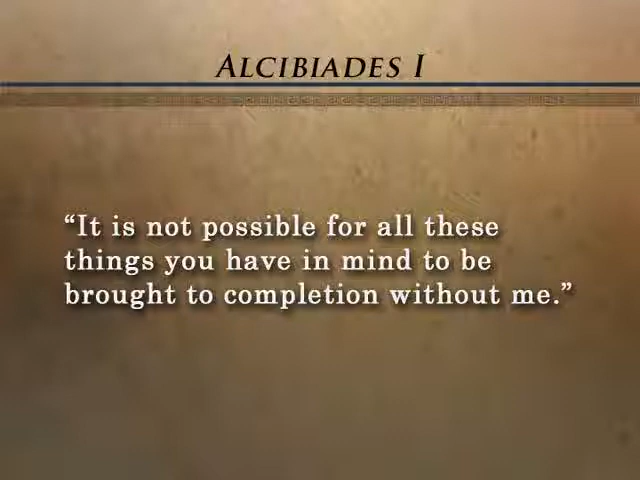 ALCIBIADES I
“It is not possible for all these
things you have in mind to be
brought to completion without me.”